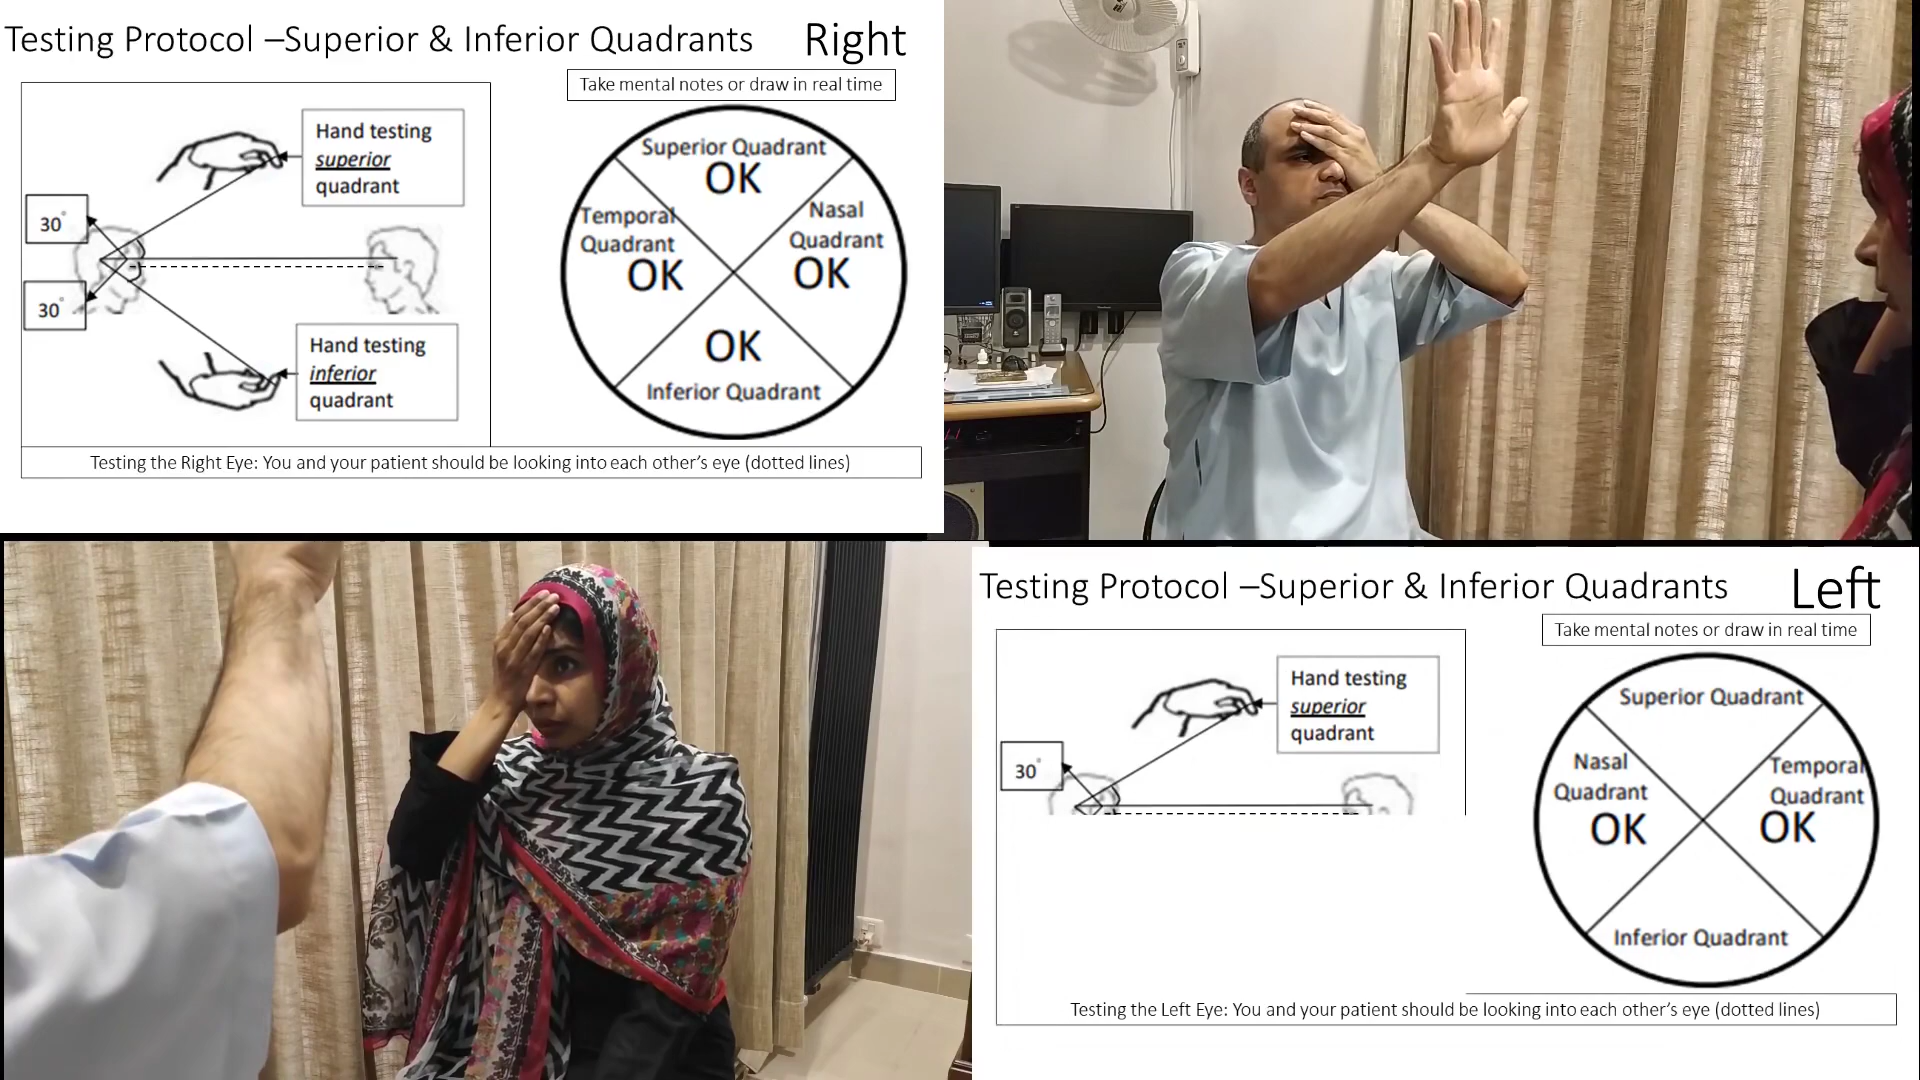 Testing Protocol –Superior & Inferior Quadrants
Right
Take mental notes or draw in real time
Hand testing
superior
quadrant
30°
30°
Hand testing
inferior
quadrant
Superior Quadrant
OK
Temporal
Quadrant
OK
Nasal
Quadrant
OK
OK
Inferior Quadrant
Testing the Right Eye: You and your patient should be looking into each other's eye (dotted lines)
Testing Protocol –Superior & Inferior Quadrants
Left
Take mental notes or draw in real time
Hand testing
superior
quadrant
30°
Superior Quadrant
Nasal
Quadrant
OK
Temporal
Quadrant
OK
Inferior Quadrant
Testing the Left Eye: You and your patient should be looking into each other's eye (dotted lines)